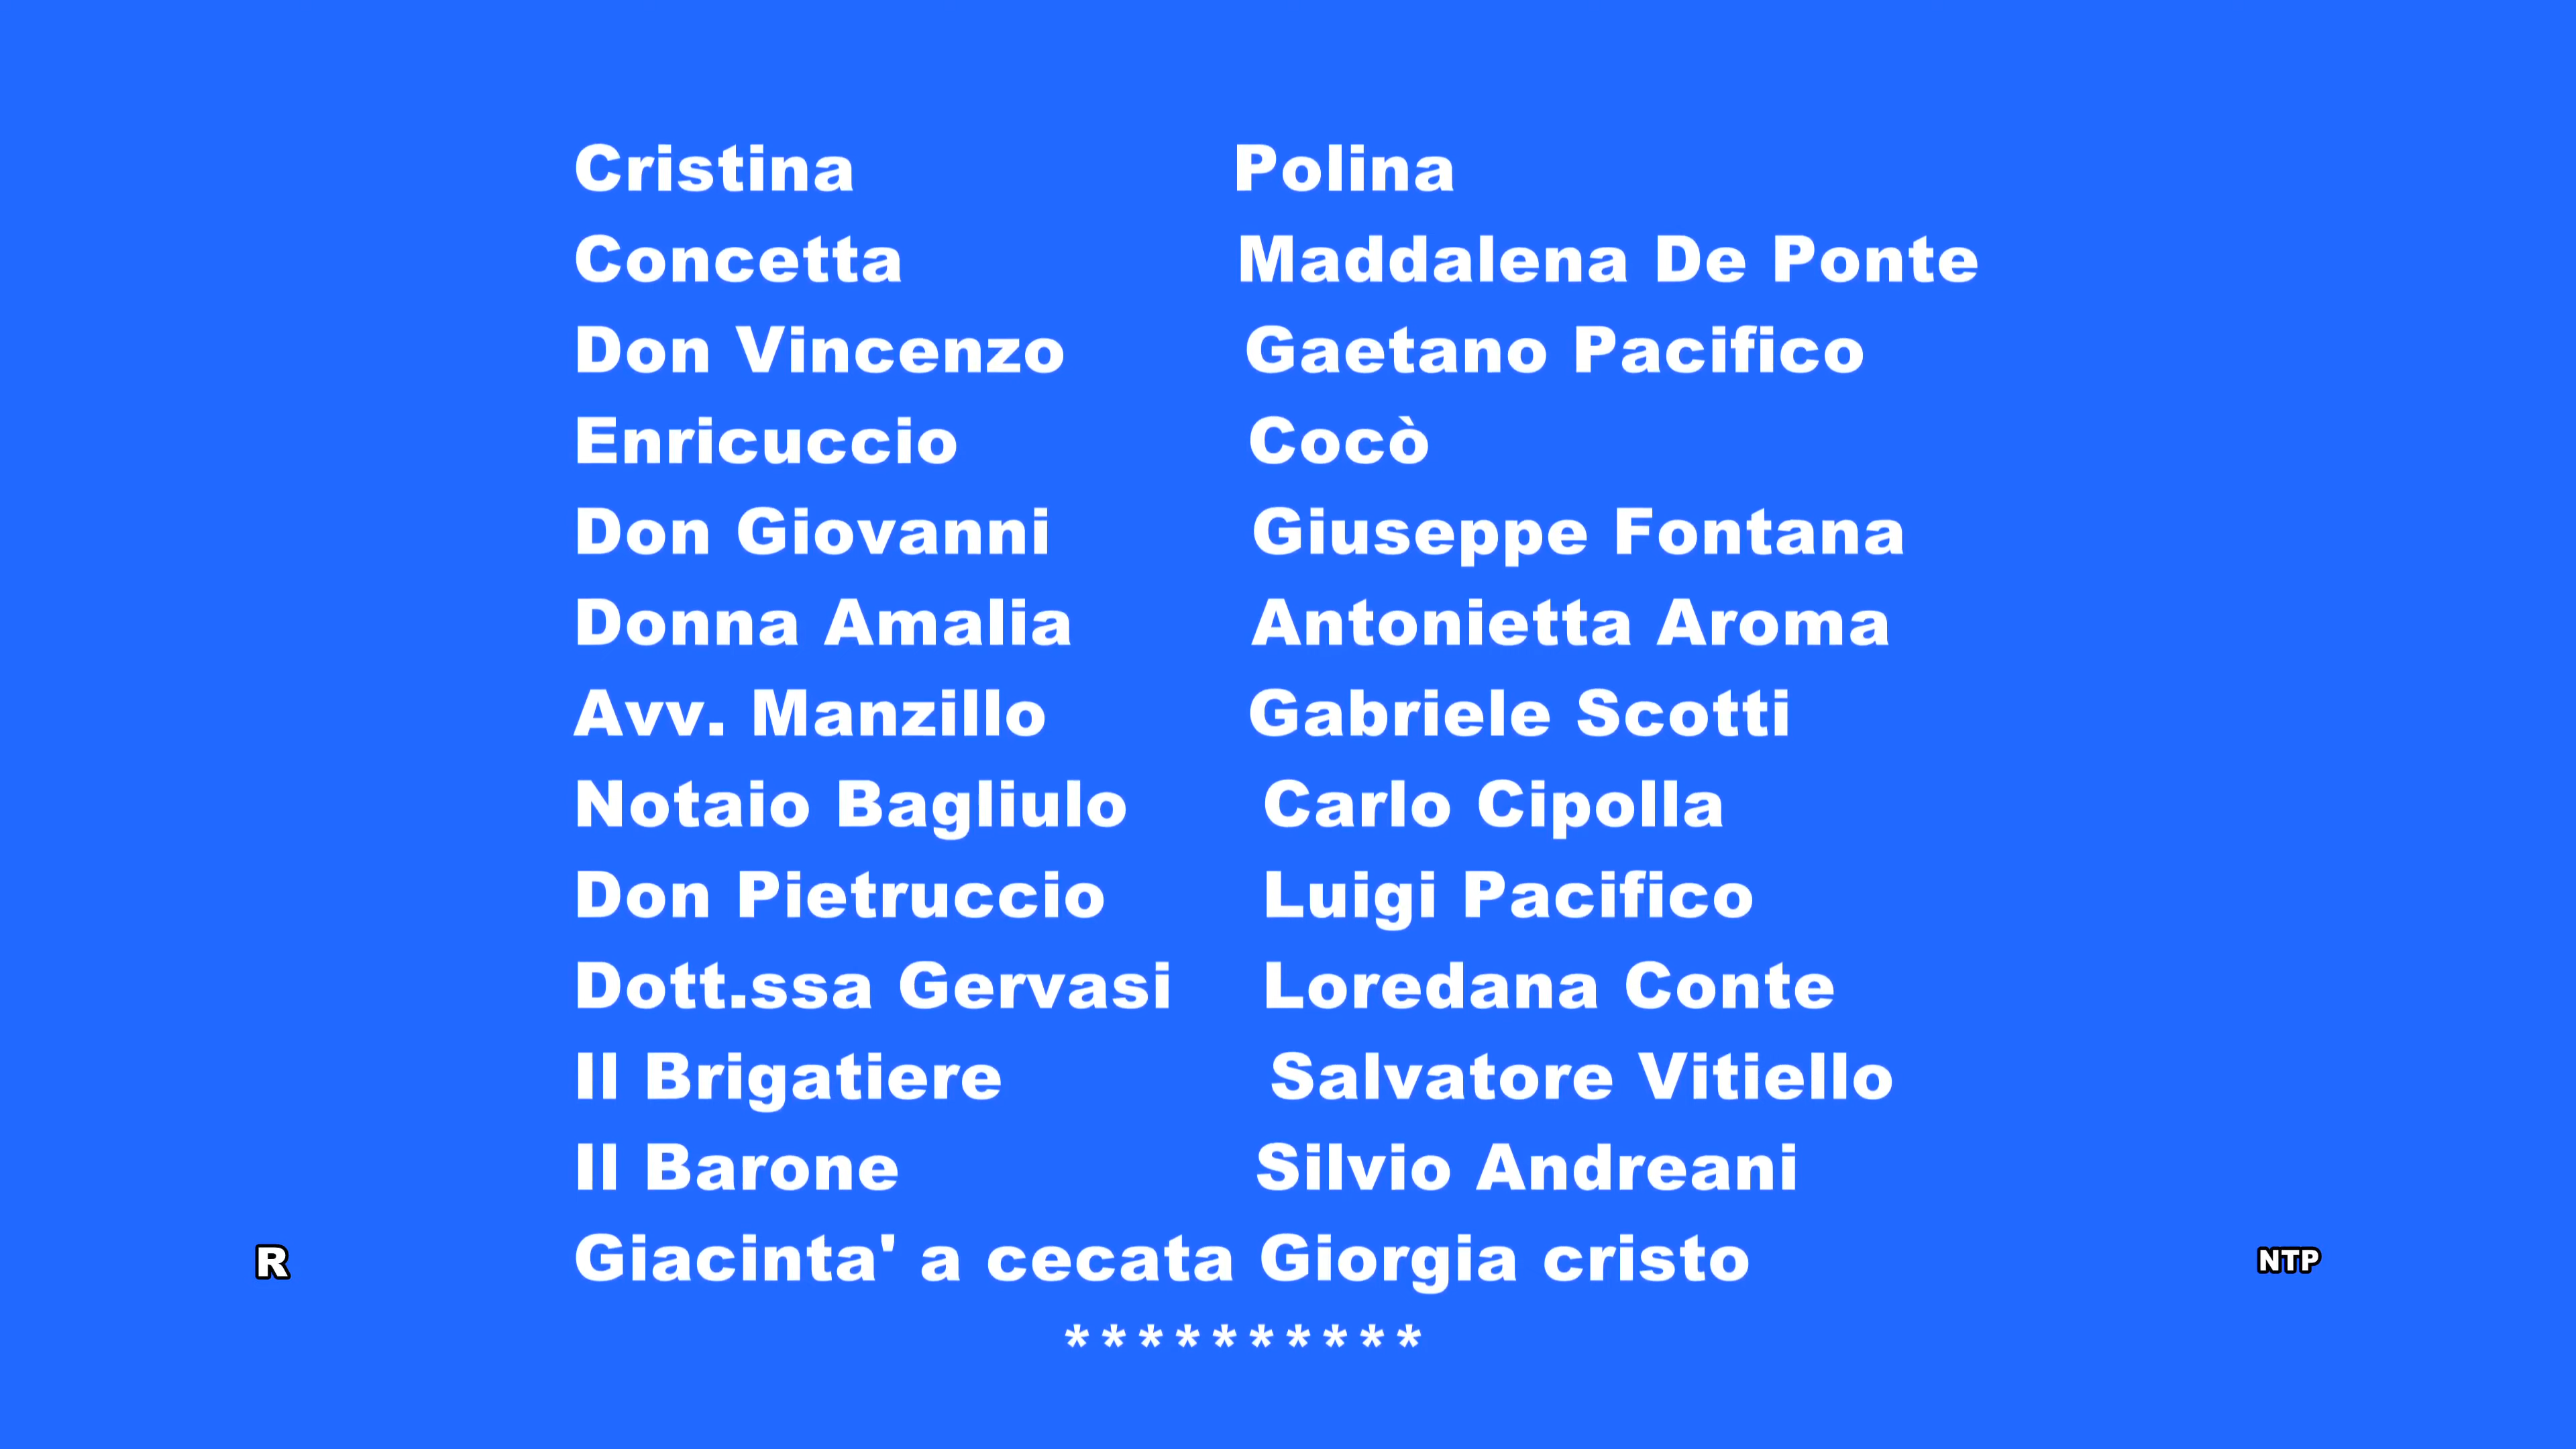 Cristina Polina
Concetta Maddalena De Ponte
Don Vincenzo Gaetano Pacifico
Enricuccio Cocò
Don Giovanni Giuseppe Fontana
Donna Amalia Antonietta Aroma
Avv. Manzillo Gabriele Scotti
Notaio Bagliulo Carlo Cipolla
Don Pietruccio Luigi Pacifico
Dott.ssa Gervasi Loredana Conte
Il Brigatiere Salvatore Vitiello
Il Barone Silvio Andreani
Giacinta' a cecata Giorgia cristo
R NTP
**********